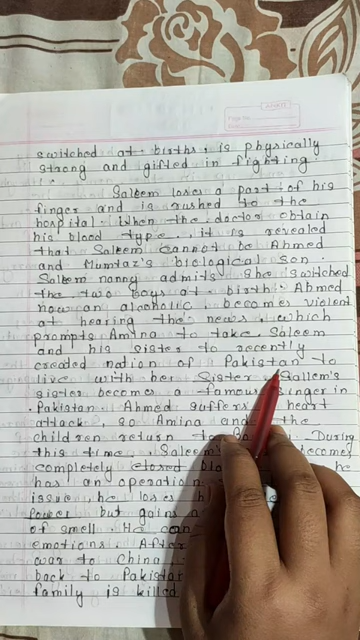 switched at births, is physically
strong and gifted in fighting.
Saleem loses a part of his
finger and is rushed to the
hospital. When the doctor obtain
his blood type, it is revealed
that Saleem cannot be Ahmed
and Mumtaz's biological son.
Saleem nanny admits she switched
the two boys at birth. Ahmed
now an alcoholic, becomes violent
at hearing the news, which
prompts Amina to take Saleem
and his sister to recently
created nation of Pakistan to
live with her Sister. Sallem's
sister becomes a famous singer in
Pakistan. Ahmed suffers heart
attack, so Amina and the
children return to During
this time. Saleem's becomes
completely closed he
has an operation
issue, he loses
power but gains a
of smell. He can
emotions. After
war to China
back to Pakistan
family is killed